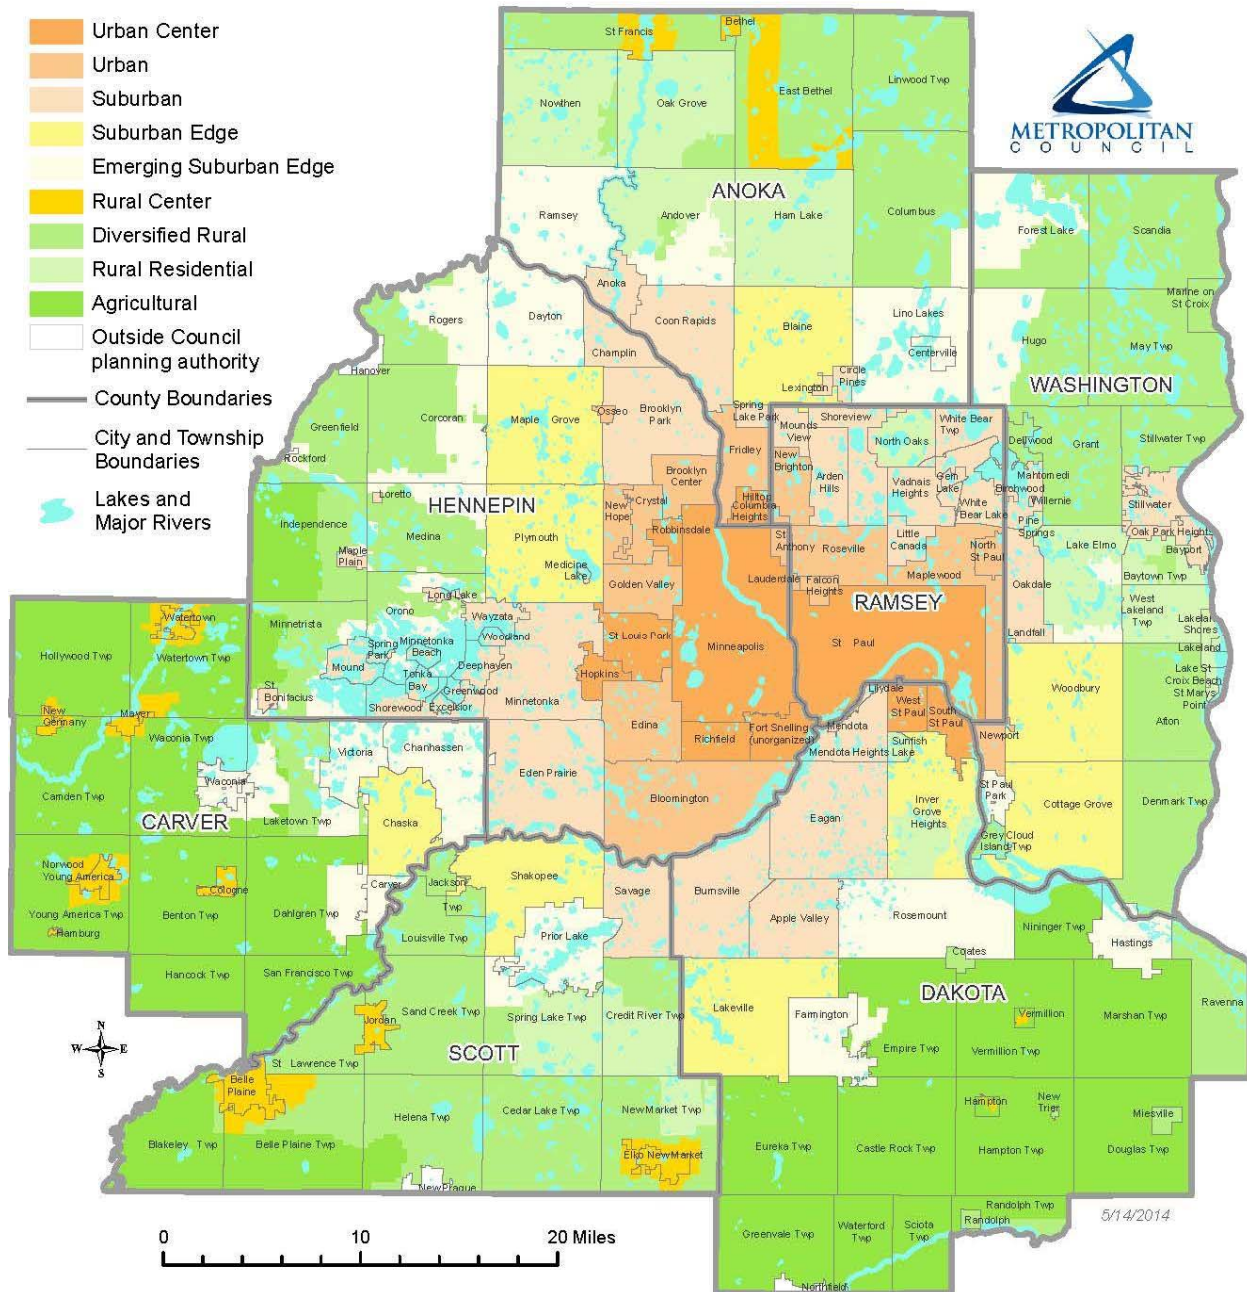 Urban Center
Urban
Suburban
Suburban Edge
Emerging Suburban Edge
Rural Center
Diversified Rural
Rural Residential
Agricultural
Outside Council
planning authority
County Boundaries
City and Township
Boundaries
Lakes and
Major Rivers
METROPOLITAN
COUNCIL
St Francis
Bethel
East Bethel
Linwood Twp
Nowthen
Oak Grove
ANOKA
Ramsey
Andover
Ham Lake
Columbus
Forest Lake
Scandia
Marine on
St Croix
Anoka
Rogers
Dayton
Coon Rapids
Champlin
Blaine
Lino Lakes
Centerville
Circle
Pines
Lexington
Hugo
May Twp
WASHINGTON
Hanover
Corcoran
Greenfield
Rockford
Maple Grove
Osseo
Brooklyn
Park
Spring
Lake Park
Fridley
Mounds
View
New
Brighton
Shoreview
Arden
Hills
North Oaks
White Bear
Twp
Vadnais
Heights
Gem
Lake
White
Bear Lake
Dellwood
Grant
Stillwater Twp
Mahtomedi
Birchwood
Willernie
Pine
Springs
Stillwater
Oak Park Heights
Bayport
Baytown Twp
Lake Elmo
West
Lakeland
Twp
Oakdale
Landfall
Lakeland
Lake St
Croix Beach
St Marys
Point
Afton
Woodbury
HENNEPIN
Loretto
Independence
Medina
Maple
Plain
Plymouth
Medicine
Lake
New
Hope
Crystal
Brooklyn
Center
Robbinsdale
Golden Valley
Hilltop
Columbia
Heights
St
Anthony
Roseville
Little
Canada
North
St Paul
Maplewood
Lauderdale
Falcon
Heights
RAMSEY
St Paul
Minneapolis
St Louis Park
Hopkins
Long Lake
Orono
Wayzata
Woodland
Minnetonka
Beach
Spring
Park
Mound
Tonka
Bay
Deephaven
Greenwood
Excelsior
Shorewood
Minnetonka
Minnetrista
St
Bonifacius
Edina
Richfield
Fort Snelling
(unorganized)
Lilydale
West
St Paul
South
St Paul
Mendota
Mendota Heights
Sunfish
Lake
Newport
St Paul
Park
Inver
Grove
Heights
Grey Cloud
Island Twp
Cottage Grove
Denmark Twp
Watertown
Watertown Twp
Hollywood Twp
New
Germany
Mayer
Waconia Twp
Waconia
Camden Twp
CARVER
Laketown Twp
Victoria
Chanhassen
Chaska
Eden Prairie
Bloomington
Eagan
Norwood
Young America
Young America Twp
Hamburg
Cologne
Benton Twp
Dahlgren Twp
Carver
Jackson
Twp
Shakopee
Savage
Burnsville
Apple Valley
Rosemount
Coates
Nininger Twp
Hastings
Ravenna
Louisville Twp
Prior Lake
Hancock Twp
San Francisco Twp
Jordan
Sand Creek Twp
Spring Lake Twp
Credit River Twp
Lakeville
Farmington
DAKOTA
Empire Twp
Vermillion
Vermillion Twp
Marshan Twp
St Lawrence Twp
SCOTT
Belle
Plaine
Blakeley Twp
Belle Plaine Twp
Helena Twp
Cedar Lake Twp
New Market Twp
Elko New Market
New Prague
Eureka Twp
Castle Rock Twp
Hampton
Hampton Twp
New
Trier
Miesville
Douglas Twp
Greenvale Twp
Waterford
Twp
Sciota
Twp
Randolph
Randolph Twp
Northfield
N
W E
S
0 10 20 Miles
5/14/2014